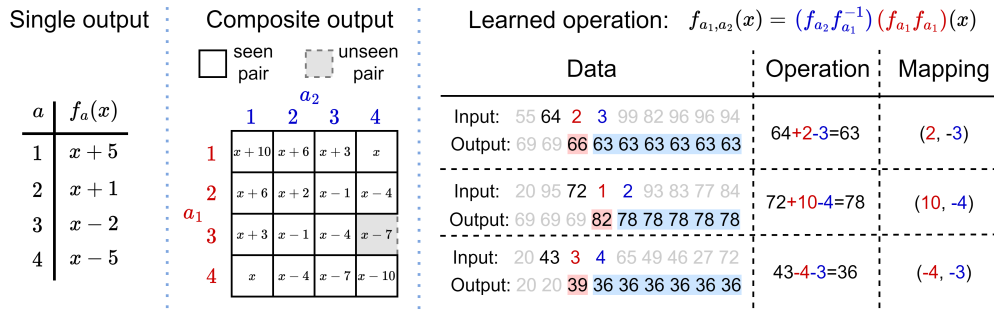 Single output
a f_a(x)
1 x + 5
2 x + 1
3 x − 2
4 x − 5
Composite output
seen pair
unseen pair
a_2
1 2 3 4
a_1
1 x + 10 x + 6 x + 3 x
2 x + 6 x + 2 x − 1 x − 4
3 x + 3 x − 1 x − 4 x − 7
4 x x − 4 x − 7 x − 10
Learned operation: f_{a_1,a_2}(x) = (f_{a_2} f_{a_1}^{-1}) (f_{a_1} f_{a_1})(x)
Data Operation Mapping
Input: 55 64 2 3 99 82 96 96 94
Output: 69 69 66 63 63 63 63 63 63
64+2-3=63 (2, -3)
Input: 20 95 72 1 2 93 83 77 84
Output: 69 69 69 82 78 78 78 78 78
72+10-4=78 (10, -4)
Input: 20 43 3 4 65 49 46 27 72
Output: 20 20 39 36 36 36 36 36 36
43-4-3=36 (-4, -3)